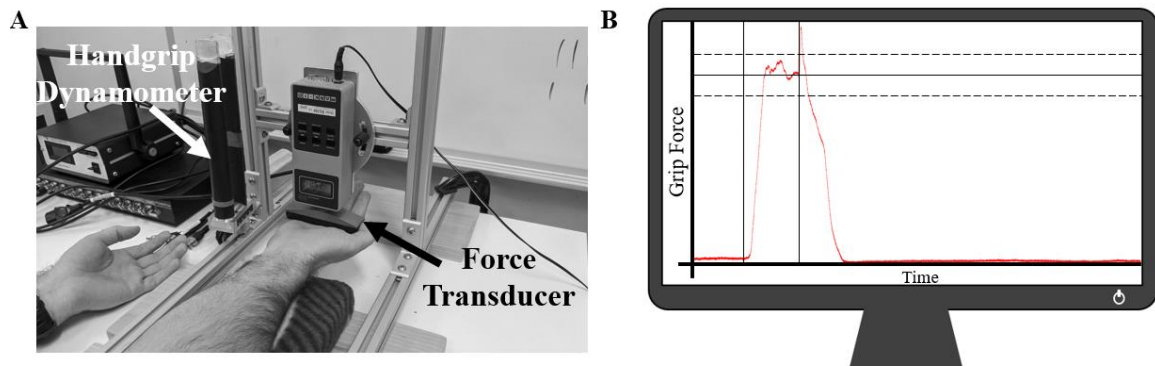 A
Handgrip
Dynamometer
Force
Transducer
B
Grip Force
Time